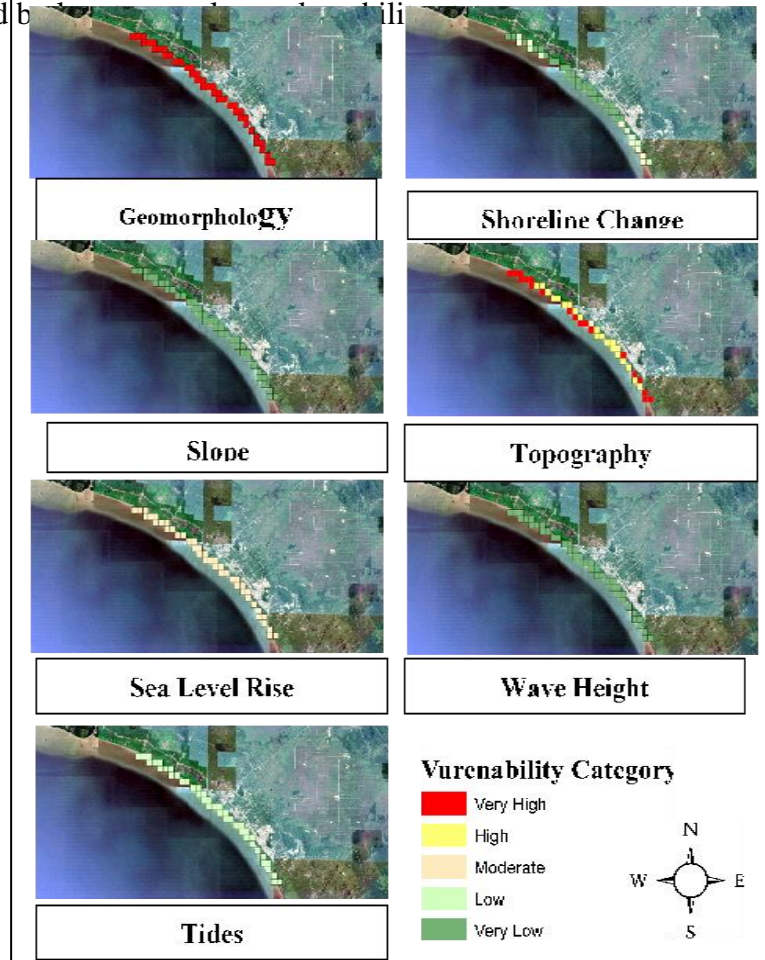 Geomorphology
Shoreline Change
Slope
Topography
Sea Level Rise
Wave Height
Tides
Vurenability Category
Very High
High
Moderate
Low
Very Low
N
W E
S